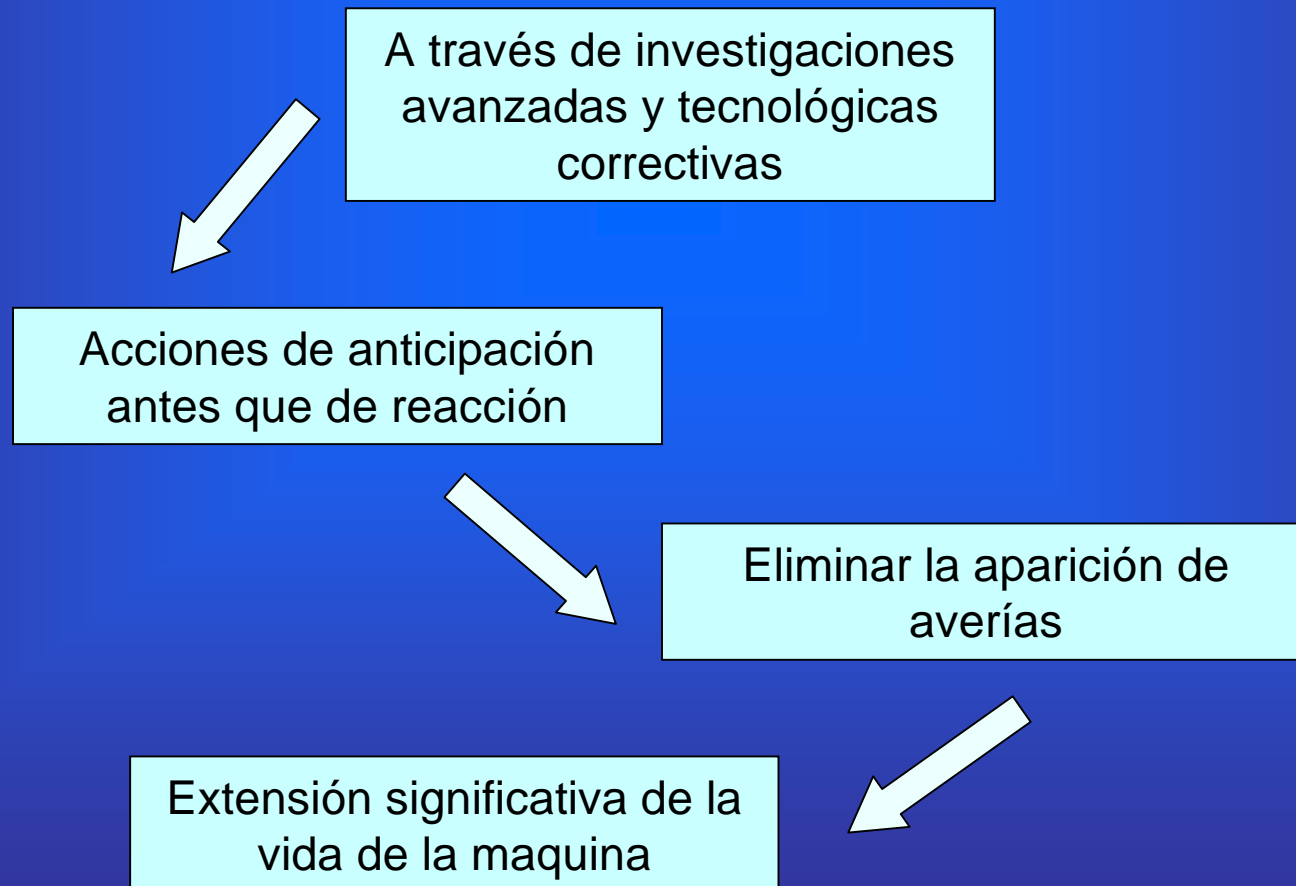 A través de investigaciones
avanzadas y tecnológicas
correctivas
Acciones de anticipación
antes que de reacción
Eliminar la aparición de
averías
Extensión significativa de la
vida de la maquina